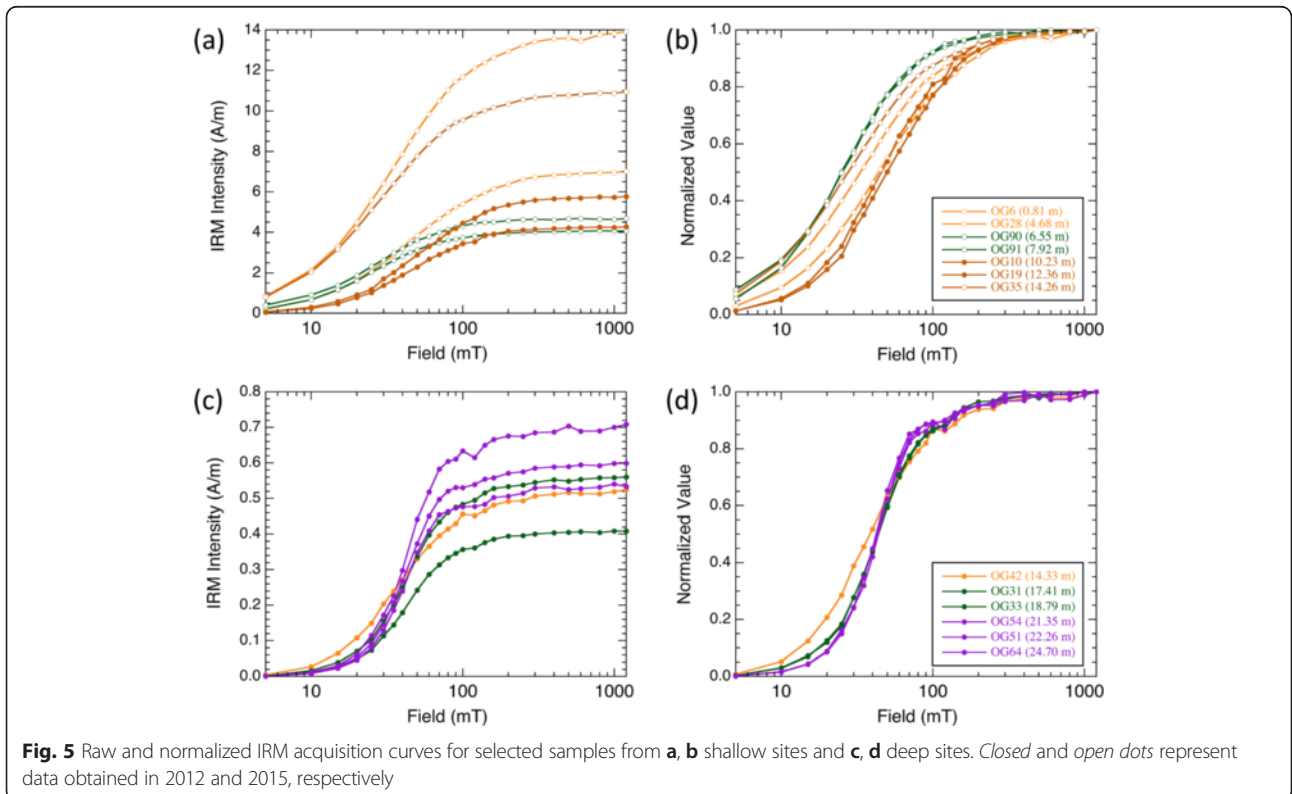 (a)
14
12
10
8
6
4
2
0
IRM Intensity (A/m)
10
100
1000
Field (mT)
(b)
1.0
0.8
0.6
0.4
0.2
0.0
Normalized Value
OG6 (0.81 m)
OG28 (4.68 m)
OG90 (6.55 m)
OG91 (7.92 m)
OG10 (10.23 m)
OG19 (12.36 m)
OG35 (14.26 m)
10
100
1000
Field (mT)
(c)
0.8
0.7
0.6
0.5
0.4
0.3
0.2
0.1
0.0
IRM Intensity (A/m)
10
100
1000
Field (mT)
(d)
1.0
0.8
0.6
0.4
0.2
0.0
Normalized Value
OG42 (14.33 m)
OG31 (17.41 m)
OG33 (18.79 m)
OG54 (21.35 m)
OG51 (22.26 m)
OG64 (24.70 m)
10
100
1000
Field (mT)
Fig. 5 Raw and normalized IRM acquisition curves for selected samples from a, b shallow sites and c, d deep sites. Closed and open dots represent
data obtained in 2012 and 2015, respectively